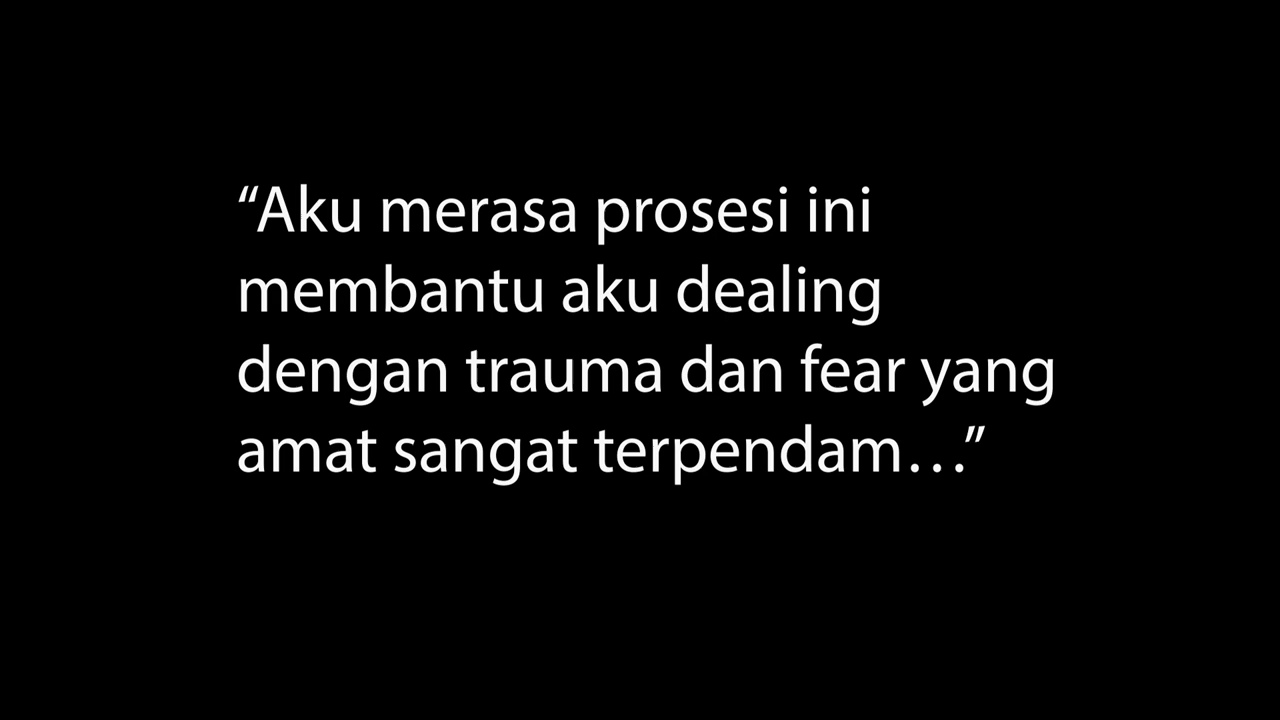 “Aku merasa prosesi ini
membantu aku dealing
dengan trauma dan fear yang
amat sangat terpendam…”